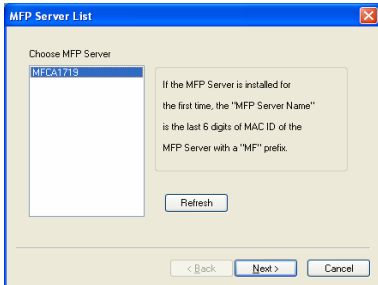 MFP Server List
Choose MFP Server
MFCA1719
If the MFP Server is installed for
the first time, the "MFP Server Name"
is the last 6 digits of MAC ID of the
MFP Server with a "MF" prefix.
Refresh
< Back
Next >
Cancel